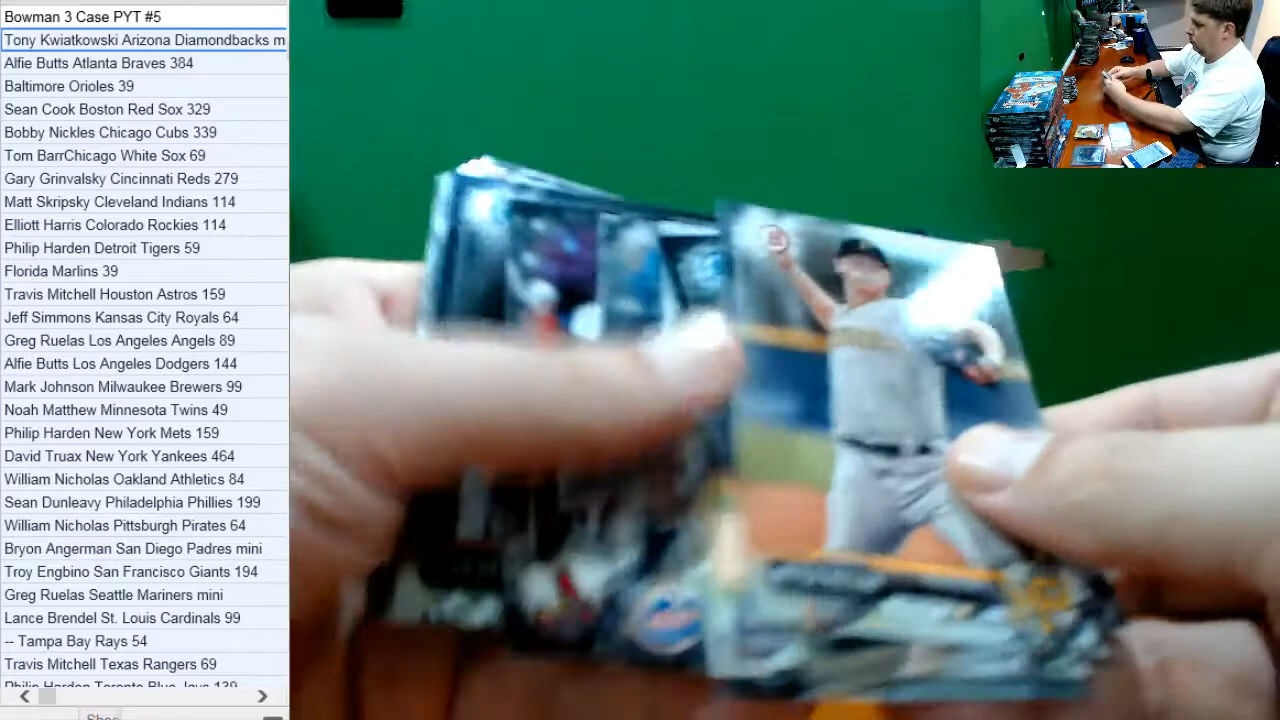 Bowman 3 Case PYT #5
Tony Kwiatkowski Arizona Diamondbacks m
Alfie Butts Atlanta Braves 384
Baltimore Orioles 39
Sean Cook Boston Red Sox 329
Bobby Nickles Chicago Cubs 339
Tom BarrChicago White Sox 69
Gary Grinvalsky Cincinnati Reds 279
Matt Skripsky Cleveland Indians 114
Elliott Harris Colorado Rockies 114
Philip Harden Detroit Tigers 59
Florida Marlins 39
Travis Mitchell Houston Astros 159
Jeff Simmons Kansas City Royals 64
Greg Ruelas Los Angeles Angels 89
Alfie Butts Los Angeles Dodgers 144
Mark Johnson Milwaukee Brewers 99
Noah Matthew Minnesota Twins 49
Philip Harden New York Mets 159
David Truax New York Yankees 464
William Nicholas Oakland Athletics 84
Sean Dunleavy Philadelphia Phillies 199
William Nicholas Pittsburgh Pirates 64
Bryon Angerman San Diego Padres mini
Troy Engbino San Francisco Giants 194
Greg Ruelas Seattle Mariners mini
Lance Brendel St. Louis Cardinals 99
-- Tampa Bay Rays 54
Travis Mitchell Texas Rangers 69
Philip Harden Toronto Blue Jays 139